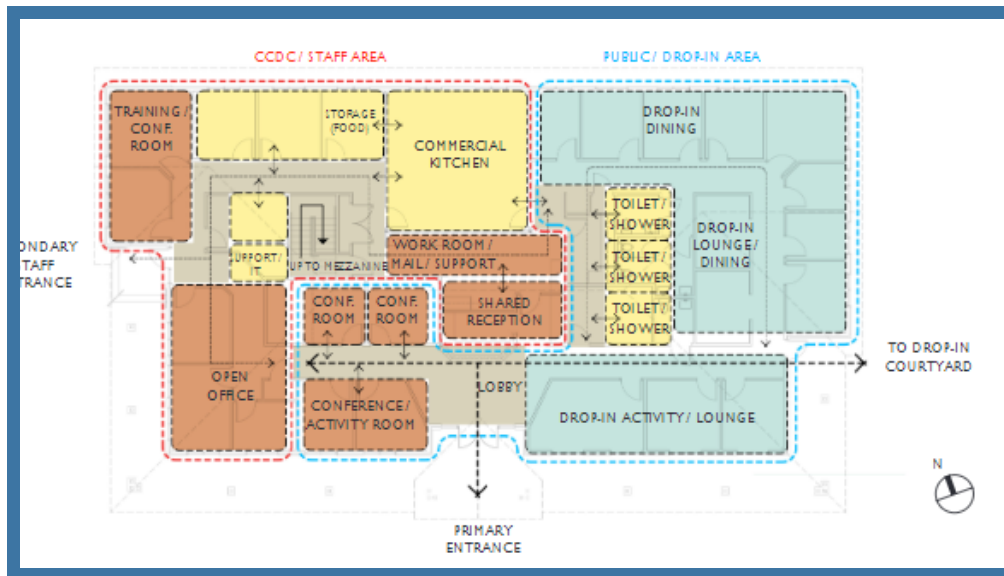 CCDC / STAFF AREA
PUBLIC / DROP-IN AREA
TRAINING /
CONF.
ROOM
STORAGE
(FOOD)
COMMERCIAL
KITCHEN
DROP-IN
DINING
TOILET /
SHOWER
TOILET /
SHOWER
TOILET /
SHOWER
DROP-IN
LOUNGE /
DINING
ONDARY
TAFF
TRANCE
UPPORT /
IT
UP TO MEZZANINE
WORK ROOM /
MAIL / SUPPORT
CONF.
ROOM
CONF.
ROOM
SHARED
RECEPTION
OPEN
OFFICE
LOBBY
CONFERENCE /
ACTIVITY ROOM
DROP-IN ACTIVITY / LOUNGE
TO DROP-IN
COURTYARD
N
PRIMARY
ENTRANCE